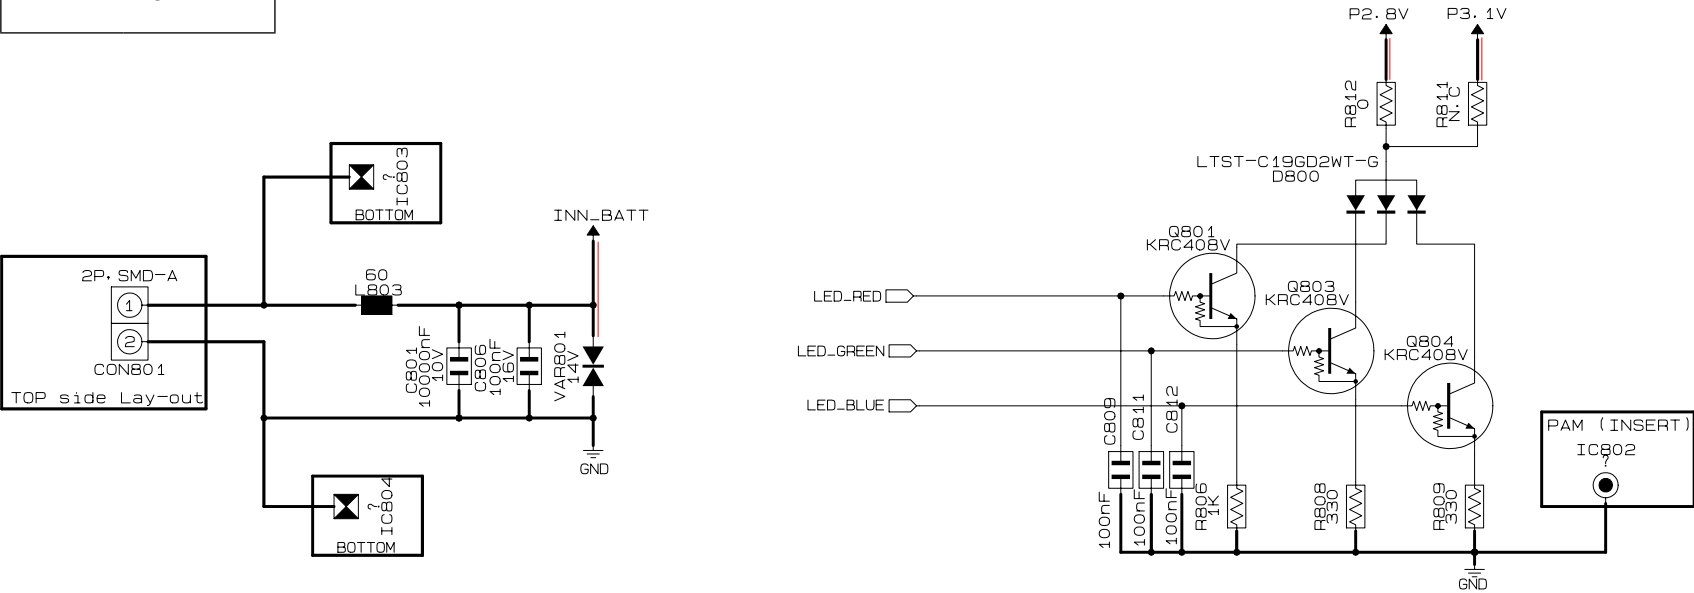 P2.8V
P3.1V
R812
0
R811
N.C
LTST-C19GD2WT-G
D800
?
IC803
BOTTOM
INN_BATT
Q801
KRC408V
2P,SMD-A
1
2
CON801
TOP side Lay-out
60
L803
C801
10000nF
10V
C806
100nF
16V
VAR801
14V
GND
LED_RED
Q803
KRC408V
LED_GREEN
Q804
KRC408V
LED_BLUE
C809
100nF
C811
100nF
C812
100nF
R806
1K
R808
330
R809
330
GND
PAM (INSERT)
IC802
?
?
IC804
BOTTOM